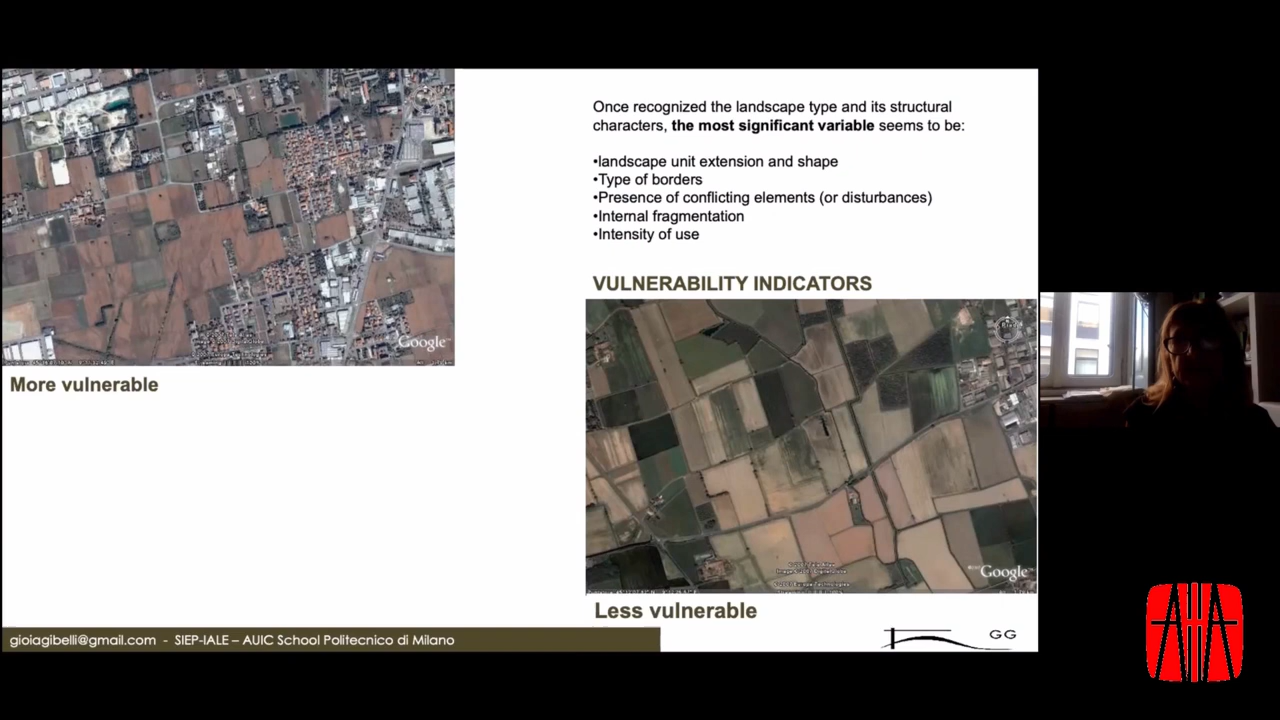 Once recognized the landscape type and its structural
characters, the most significant variable seems to be:
•landscape unit extension and shape
•Type of borders
•Presence of conflicting elements (or disturbances)
•Internal fragmentation
•Intensity of use
VULNERABILITY INDICATORS
Google
More vulnerable
Google
Less vulnerable
gioiagibelli@gmail.com - SIEP-IALE – AUIC School Politecnico di Milano
GG